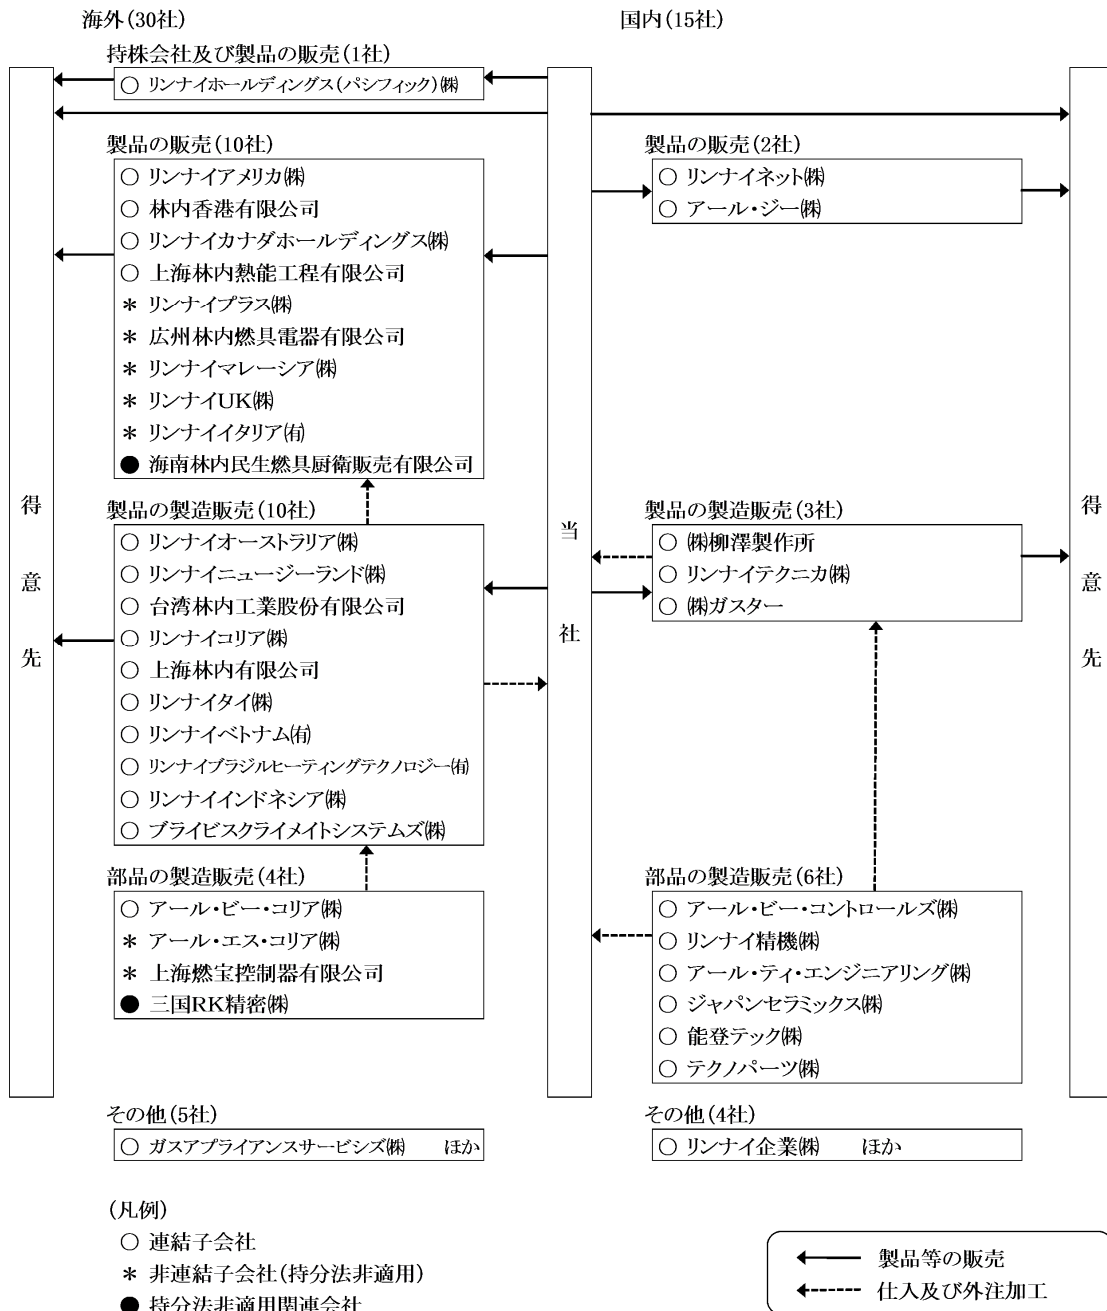 海外(30社)
国内(15社)
持株会社及び製品の販売(1社)
○ リンナイホールディングス(パシフィック)㈱
製品の販売(10社)
○ リンナイアメリカ㈱
○ 林内香港有限公司
○ リンナイカナダホールディングス㈱
○ 上海林内熱能工程有限公司
* リンナイプラス㈱
* 広州林内燃具電器有限公司
* リンナイマレーシア㈱
* リンナイUK㈱
* リンナイイタリア㈲
● 海南林内民生燃具厨衛販売有限公司
製品の製造販売(10社)
○ リンナイオーストラリア㈱
○ リンナイニュージーランド㈱
○ 台湾林内工業股份有限公司
○ リンナイコリア㈱
○ 上海林内有限公司
○ リンナイタイ㈱
○ リンナイベトナム㈲
○ リンナイブラジルヒーティングテクノロジー㈲
○ リンナイインドネシア㈱
○ ブライビスクライメイトシステムズ㈱
部品の製造販売(4社)
○ アール・ビー・コリア㈱
* アール・エス・コリア㈱
* 上海燃宝控制器有限公司
● 三国RK精密㈱
その他(5社)
○ ガスアプライアンスサービシズ㈱ ほか
得意先
当社
製品の販売(2社)
○ リンナイネット㈱
○ アール・ジー㈱
製品の製造販売(3社)
○ ㈱柳澤製作所
○ リンナイテクニカ㈱
○ ㈱ガスター
部品の製造販売(6社)
○ アール・ビー・コントロールズ㈱
○ リンナイ精機㈱
○ アール・ティ・エンジニアリング㈱
○ ジャパンセラミックス㈱
○ 能登テック㈱
○ テクノパーツ㈱
その他(4社)
○ リンナイ企業㈱ ほか
得意先
(凡例)
○ 連結子会社
* 非連結子会社(持分法非適用)
● 持分法非適用関連会社
製品等の販売
仕入及び外注加工